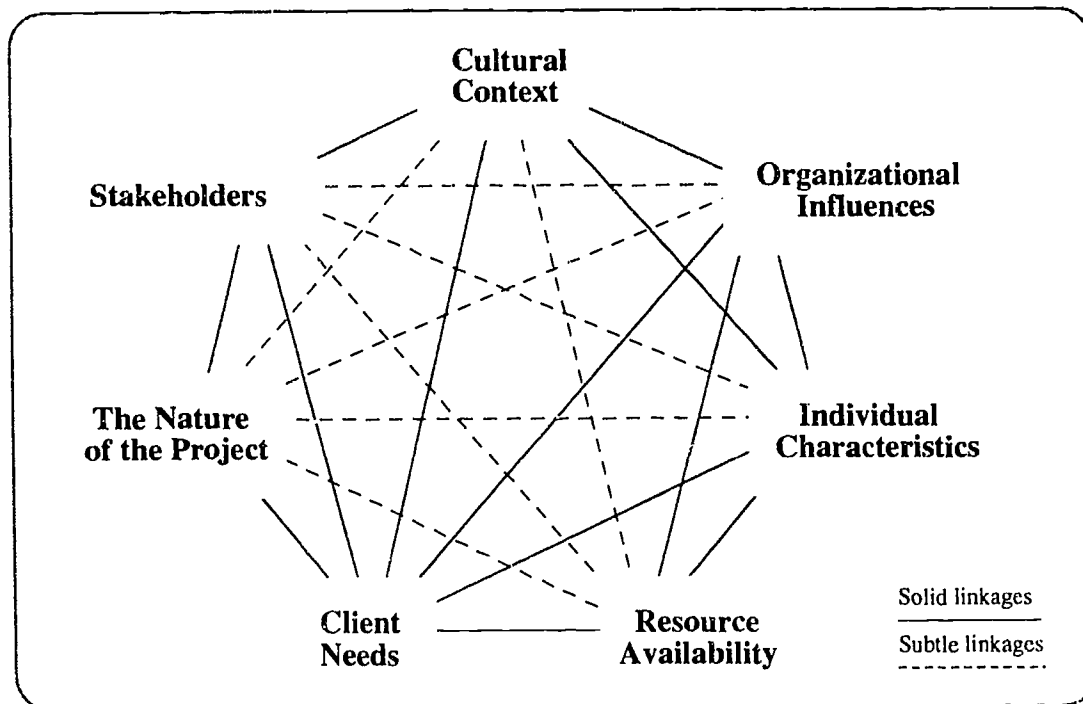 Cultural
Context
Stakeholders
Organizational
Influences
The Nature
of the Project
Individual
Characteristics
Client
Needs
Resource
Availability
Solid linkages
Subtle linkages